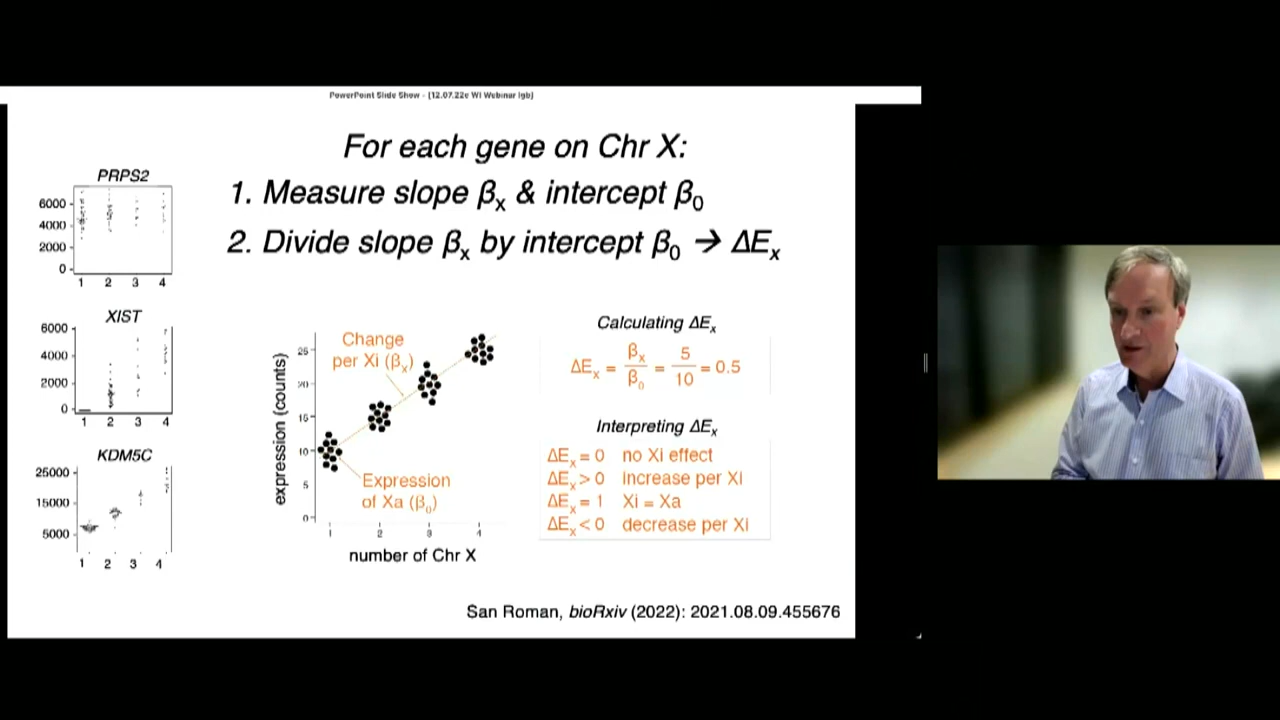 PowerPoint Slide Show - [12.07.22e WI Webinar lgb]
For each gene on Chr X:
1. Measure slope βx & intercept β0
2. Divide slope βx by intercept β0 → ΔEx
PRPS2
6000
4000
2000
0
1 2 3 4
XIST
6000
4000
2000
0
1 2 3 4
KDM5C
25000
15000
5000
1 2 3 4
expression (counts)
25
20
15
10
5
0
Change
per Xi (βx)
Expression
of Xa (β0)
1 2 3 4
number of Chr X
Calculating ΔEx
ΔEx = βx / β0 = 5 / 10 = 0.5
Interpreting ΔEx
ΔEx = 0 no Xi effect
ΔEx > 0 increase per Xi
ΔEx = 1 Xi = Xa
ΔEx < 0 decrease per Xi
San Roman, bioRxiv (2022): 2021.08.09.455676